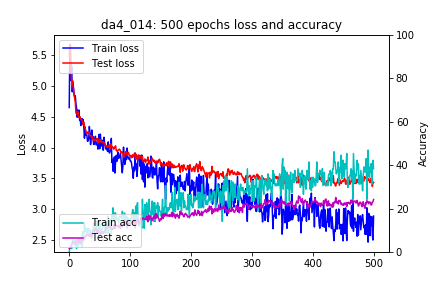 da4_014: 500 epochs loss and accuracy
Train loss
Test loss
Train acc
Test acc
Loss
5.5
5.0
4.5
4.0
3.5
3.0
2.5
Accuracy
100
80
60
40
20
0
0 100 200 300 400 500